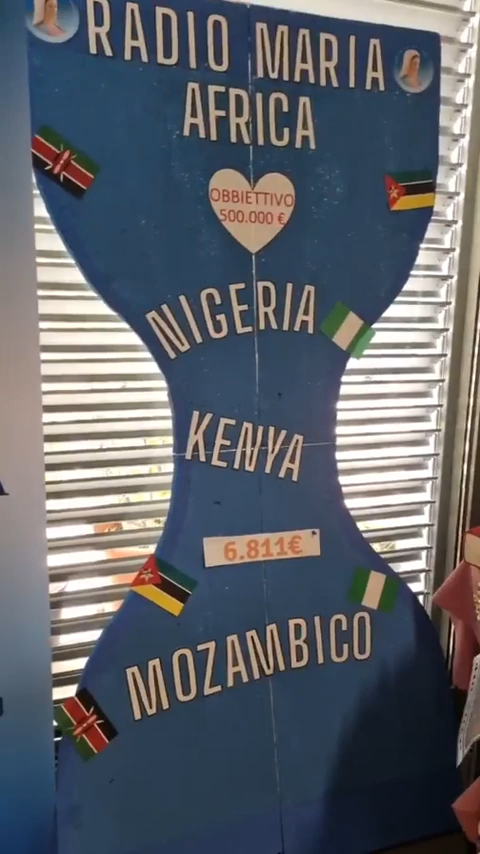 RADIO MARIA
AFRICA
OBBIETTIVO
500.000 €
NIGERIA
KENYA
6.811€
MOZAMBICO